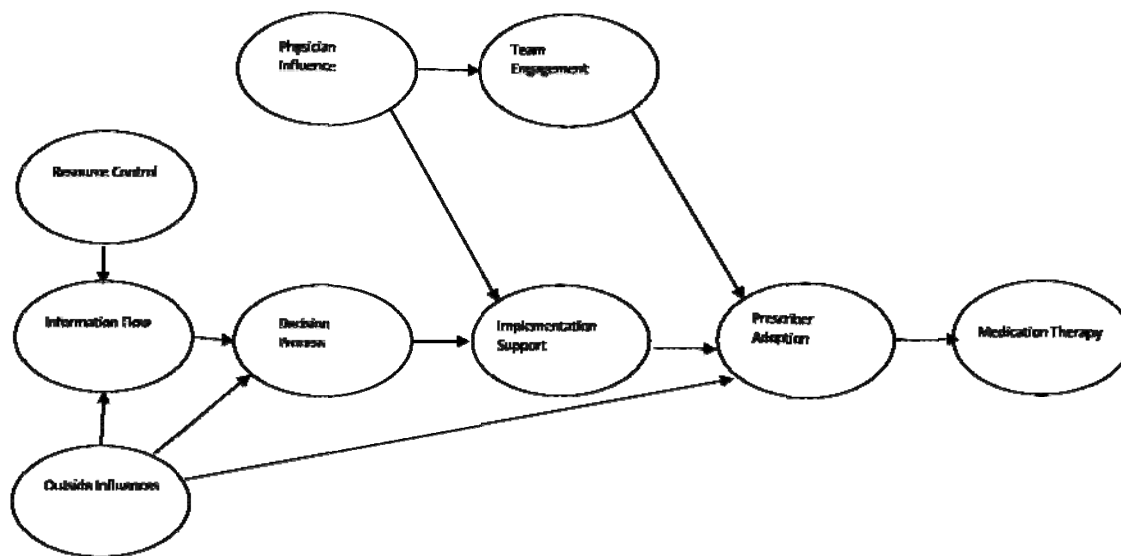 Physician
Influence
Team
Engagement
Resource Control
Information Flow
Decision
Process
Implementation
Support
Prescriber
Adoption
Medication Therapy
Outside Influences